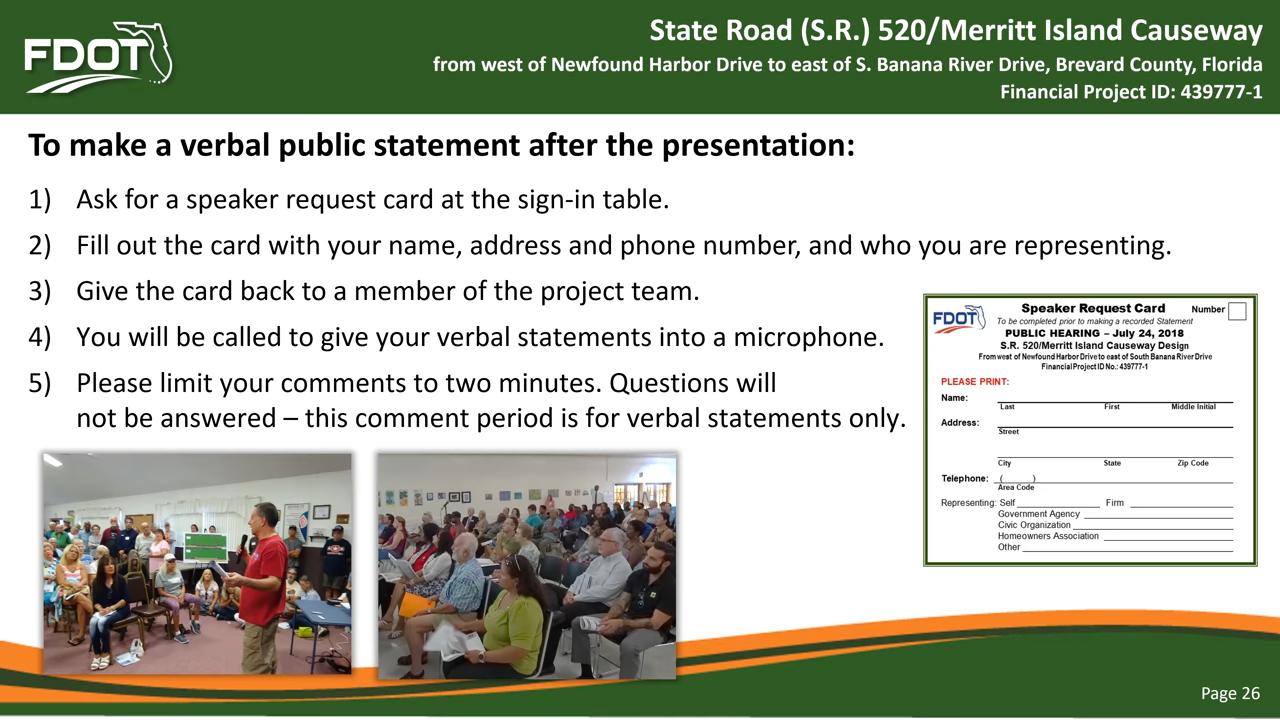 FDOT
State Road (S.R.) 520/Merritt Island Causeway
from west of Newfound Harbor Drive to east of S. Banana River Drive, Brevard County, Florida
Financial Project ID: 439777-1
To make a verbal public statement after the presentation:
1) Ask for a speaker request card at the sign-in table.
2) Fill out the card with your name, address and phone number, and who you are representing.
3) Give the card back to a member of the project team.
4) You will be called to give your verbal statements into a microphone.
5) Please limit your comments to two minutes. Questions will
not be answered – this comment period is for verbal statements only.
FDOT
Speaker Request Card Number
To be completed prior to making a recorded Statement
PUBLIC HEARING – July 24, 2018
S.R. 520/Merritt Island Causeway Design
From west of Newfound Harbor Drive to east of South Banana River Drive
Financial Project ID No.: 439777-1
PLEASE PRINT:
Name:
Last First Middle Initial
Address:
Street
City State Zip Code
Telephone: ( )
Area Code
Representing: Self Firm
Government Agency
Civic Organization
Homeowners Association
Other
Page 26